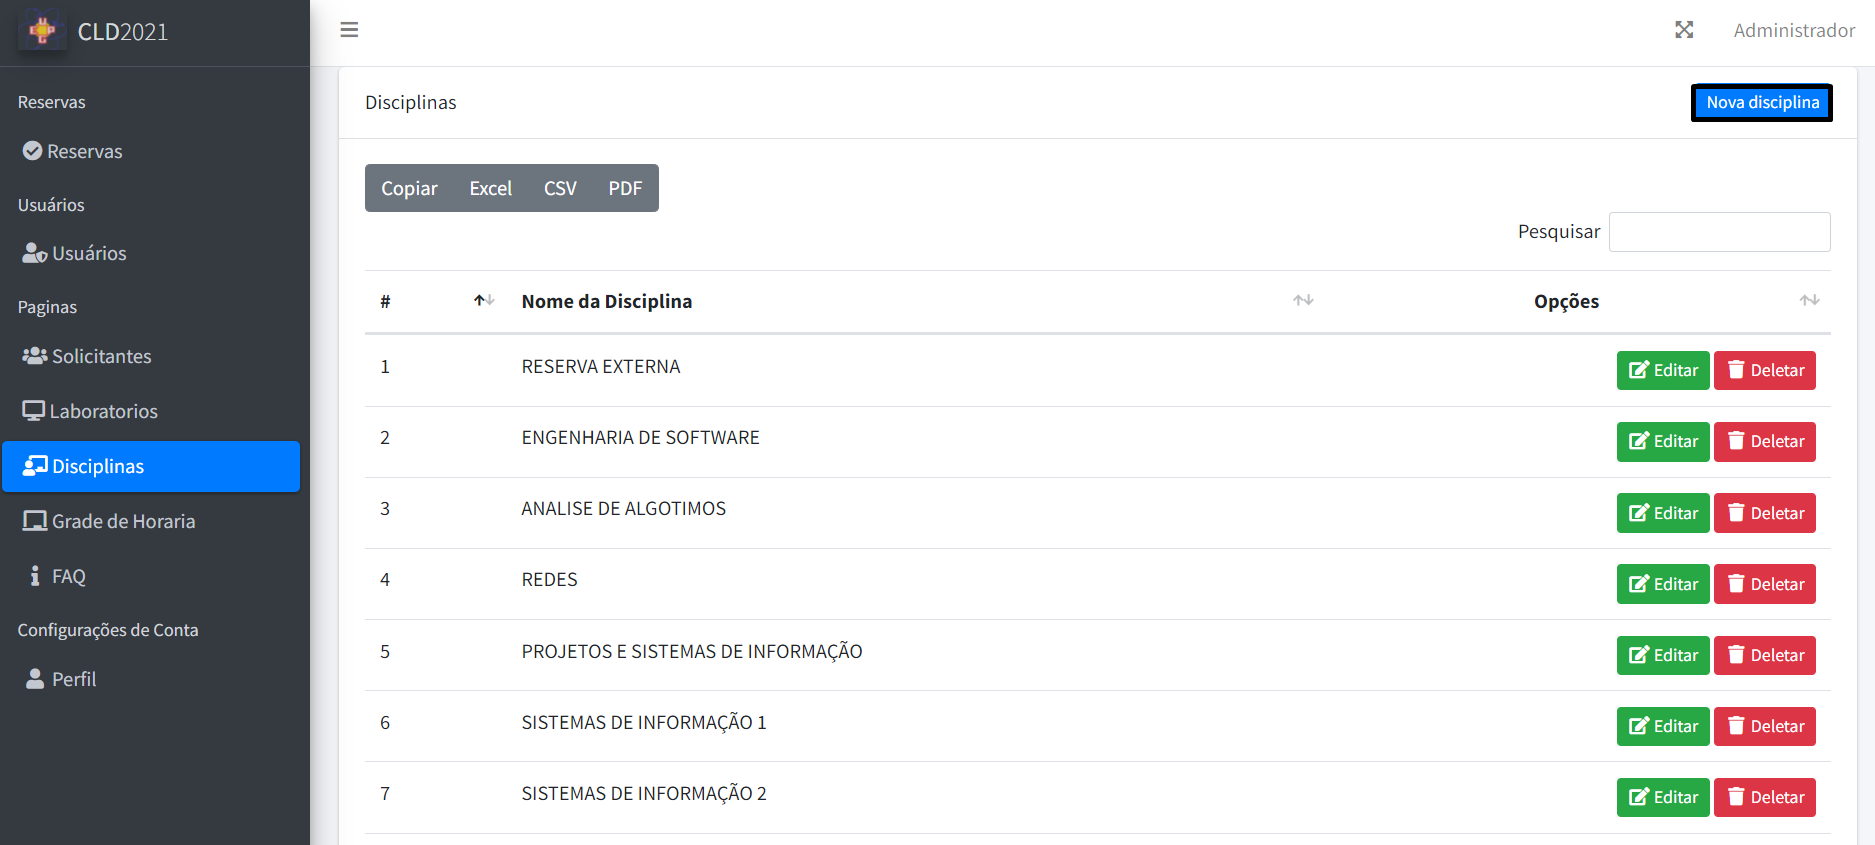 CLD2021
Administrador
Reservas
Reservas
Usuários
Usuários
Paginas
Solicitantes
Laboratorios
Disciplinas
Grade de Horaria
FAQ
Configurações de Conta
Perfil
Disciplinas
Nova disciplina
Copiar Excel CSV PDF
Pesquisar
# Nome da Disciplina Opções
1 RESERVA EXTERNA Editar Deletar
2 ENGENHARIA DE SOFTWARE Editar Deletar
3 ANALISE DE ALGOTIMOS Editar Deletar
4 REDES Editar Deletar
5 PROJETOS E SISTEMAS DE INFORMAÇÃO Editar Deletar
6 SISTEMAS DE INFORMAÇÃO 1 Editar Deletar
7 SISTEMAS DE INFORMAÇÃO 2 Editar Deletar